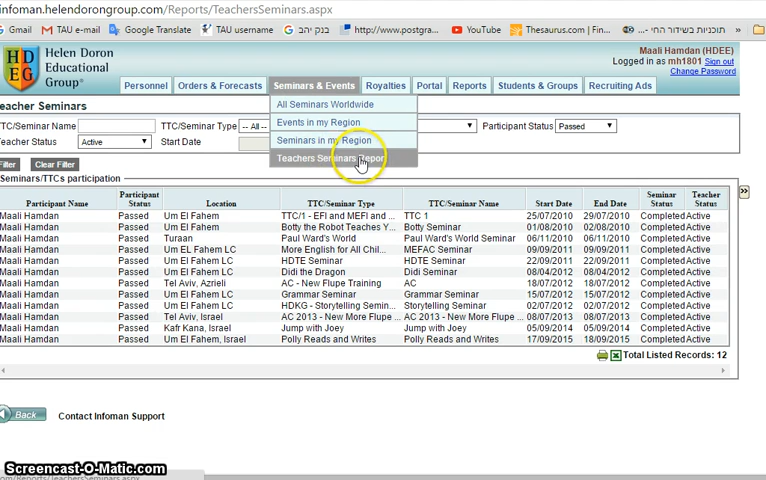 infoman.helendorongroup.com/Reports/TeachersSeminars.aspx
Gmail TAU email Google Translate TAU username בנק יהב http://www.postgra... YouTube Thesaurus.com | Fin... תוכניות בשידור החי -...
Helen Doron
Educational
Group®
HD
EG
Maali Hamdan (HDEE)
Logged in as mh1801 Sign out
Change Password
Personnel Orders & Forecasts Seminars & Events Royalties Portal Reports Students & Groups Recruiting Ads
All Seminars Worldwide
Events in my Region
Seminars in my Region
Teachers Seminars Report
eacher Seminars
TC/Seminar Name TTC/Seminar Type -- All -- Participant Status Passed
eacher Status Active Start Date
Filter Clear Filter
Seminars/TTCs participation
Participant Name Participant Status Location TTC/Seminar Type TTC/Seminar Name Start Date End Date Seminar Status Teacher Status
Maali Hamdan Passed Um El Fahem TTC/1 - EFI and MEFI and ... TTC 1 25/07/2010 29/07/2010 Completed Active
Maali Hamdan Passed Um El Fahem Botty the Robot Teaches Y... Botty Seminar 01/08/2010 02/08/2010 Completed Active
Maali Hamdan Passed Turaan Paul Ward's World Paul Ward's World Seminar 06/11/2010 06/11/2010 Completed Active
Maali Hamdan Passed Um EL Fahem LC More English for All Chil... MEFAC Seminar 09/09/2011 09/09/2011 Completed Active
Maali Hamdan Passed Um El Fahem LC HDTE Seminar HDTE Seminar 22/09/2011 22/09/2011 Completed Active
Maali Hamdan Passed Um El Fahem LC Didi the Dragon Didi Seminar 08/04/2012 08/04/2012 Completed Active
Maali Hamdan Passed Tel Aviv, Azrieli AC - New Flupe Training AC 18/07/2012 18/07/2012 Completed Active
Maali Hamdan Passed Um El Fahem LC Grammar Seminar Grammar Seminar 15/07/2012 15/07/2012 Completed Active
Maali Hamdan Passed Um El Fahem LC HDKG - Storytelling Semin... Storytelling Seminar 02/07/2012 02/07/2012 Completed Active
Maali Hamdan Passed Tel Aviv, Israel AC 2013 - New More Flupe ... AC 2013 - New More Flupe ... 08/07/2013 08/07/2013 Completed Active
Maali Hamdan Passed Kafr Kana, Israel Jump with Joey Jump with Joey 05/09/2014 05/09/2014 Completed Active
Maali Hamdan Passed Um El Fahem, Israel Polly Reads and Writes Polly Reads and Writes 17/09/2015 18/09/2015 Completed Active
Total Listed Records: 12
Back Contact Infoman Support
Screencast-O-Matic.com